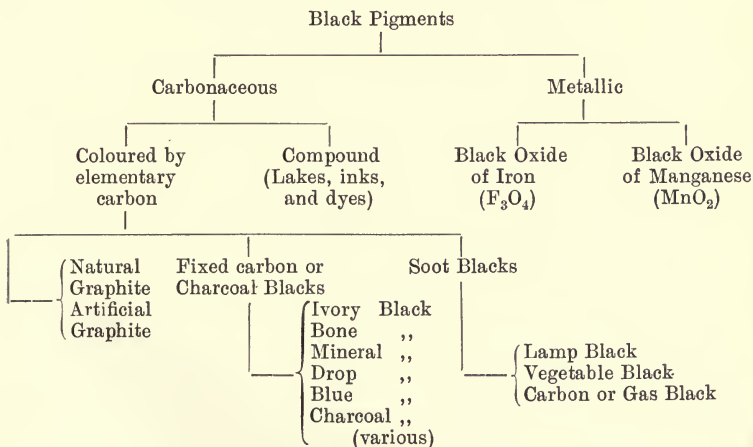 Black Pigments
Carbonaceous Metallic
Coloured by Compound Black Oxide Black Oxide
elementary (Lakes, inks, of Iron of Manganese
carbon and dyes) (F₃O₄) (MnO₂)
Natural Fixed carbon or Soot Blacks
Graphite Charcoal Blacks
Artificial
Graphite
Ivory Black
Bone ,,
Mineral ,, Lamp Black
Drop ,, Vegetable Black
Blue ,, Carbon or Gas Black
Charcoal ,,
(various)